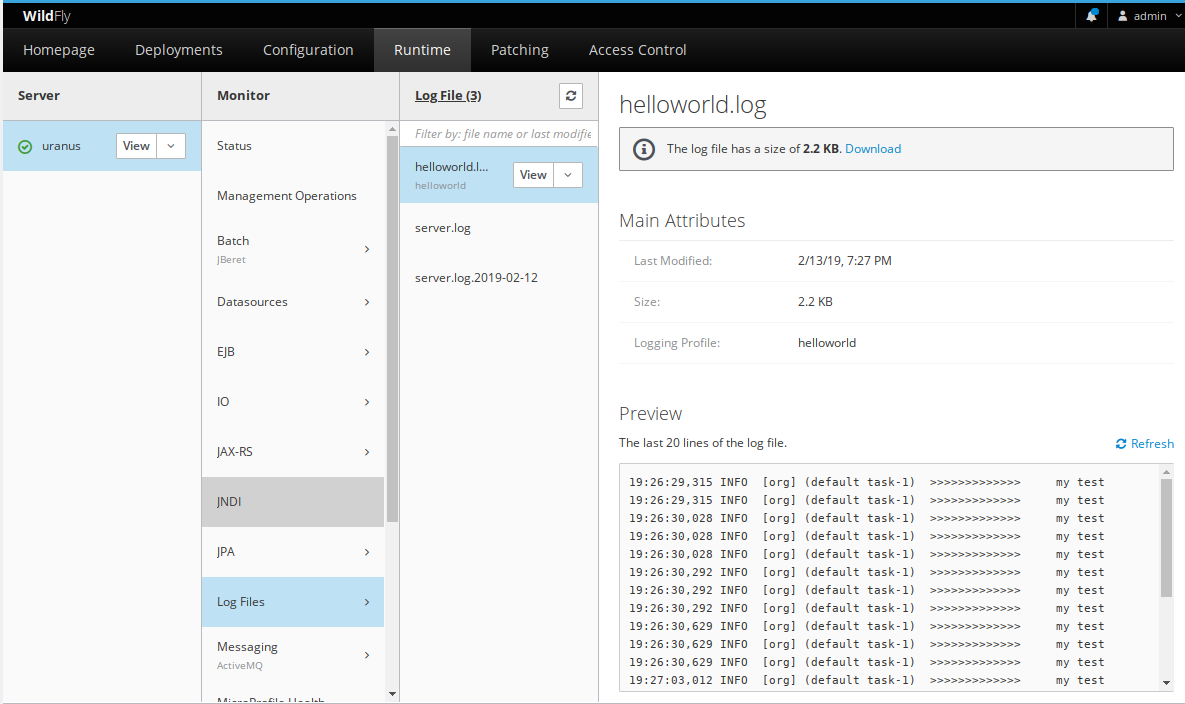 WildFly
admin
Homepage Deployments Configuration Runtime Patching Access Control
Server
uranus View
Monitor
Status
Management Operations
Batch
JBeret
Datasources
EJB
IO
JAX-RS
JNDI
JPA
Log Files
Messaging
ActiveMQ
MicroProfile Health
Log File (3)
Filter by: file name or last modifie
helloworld.l... View
helloworld
server.log
server.log.2019-02-12
helloworld.log
The log file has a size of 2.2 KB. Download
Main Attributes
Last Modified: 2/13/19, 7:27 PM
Size: 2.2 KB
Logging Profile: helloworld
Preview
The last 20 lines of the log file. Refresh
19:26:29,315 INFO  [org] (default task-1)  >>>>>>>>>>>>>     my test
19:26:29,315 INFO  [org] (default task-1)  >>>>>>>>>>>>>     my test
19:26:30,028 INFO  [org] (default task-1)  >>>>>>>>>>>>>     my test
19:26:30,028 INFO  [org] (default task-1)  >>>>>>>>>>>>>     my test
19:26:30,028 INFO  [org] (default task-1)  >>>>>>>>>>>>>     my test
19:26:30,292 INFO  [org] (default task-1)  >>>>>>>>>>>>>     my test
19:26:30,292 INFO  [org] (default task-1)  >>>>>>>>>>>>>     my test
19:26:30,292 INFO  [org] (default task-1)  >>>>>>>>>>>>>     my test
19:26:30,629 INFO  [org] (default task-1)  >>>>>>>>>>>>>     my test
19:26:30,629 INFO  [org] (default task-1)  >>>>>>>>>>>>>     my test
19:26:30,629 INFO  [org] (default task-1)  >>>>>>>>>>>>>     my test
19:27:03,012 INFO  [org] (default task-1)  >>>>>>>>>>>>>     my test